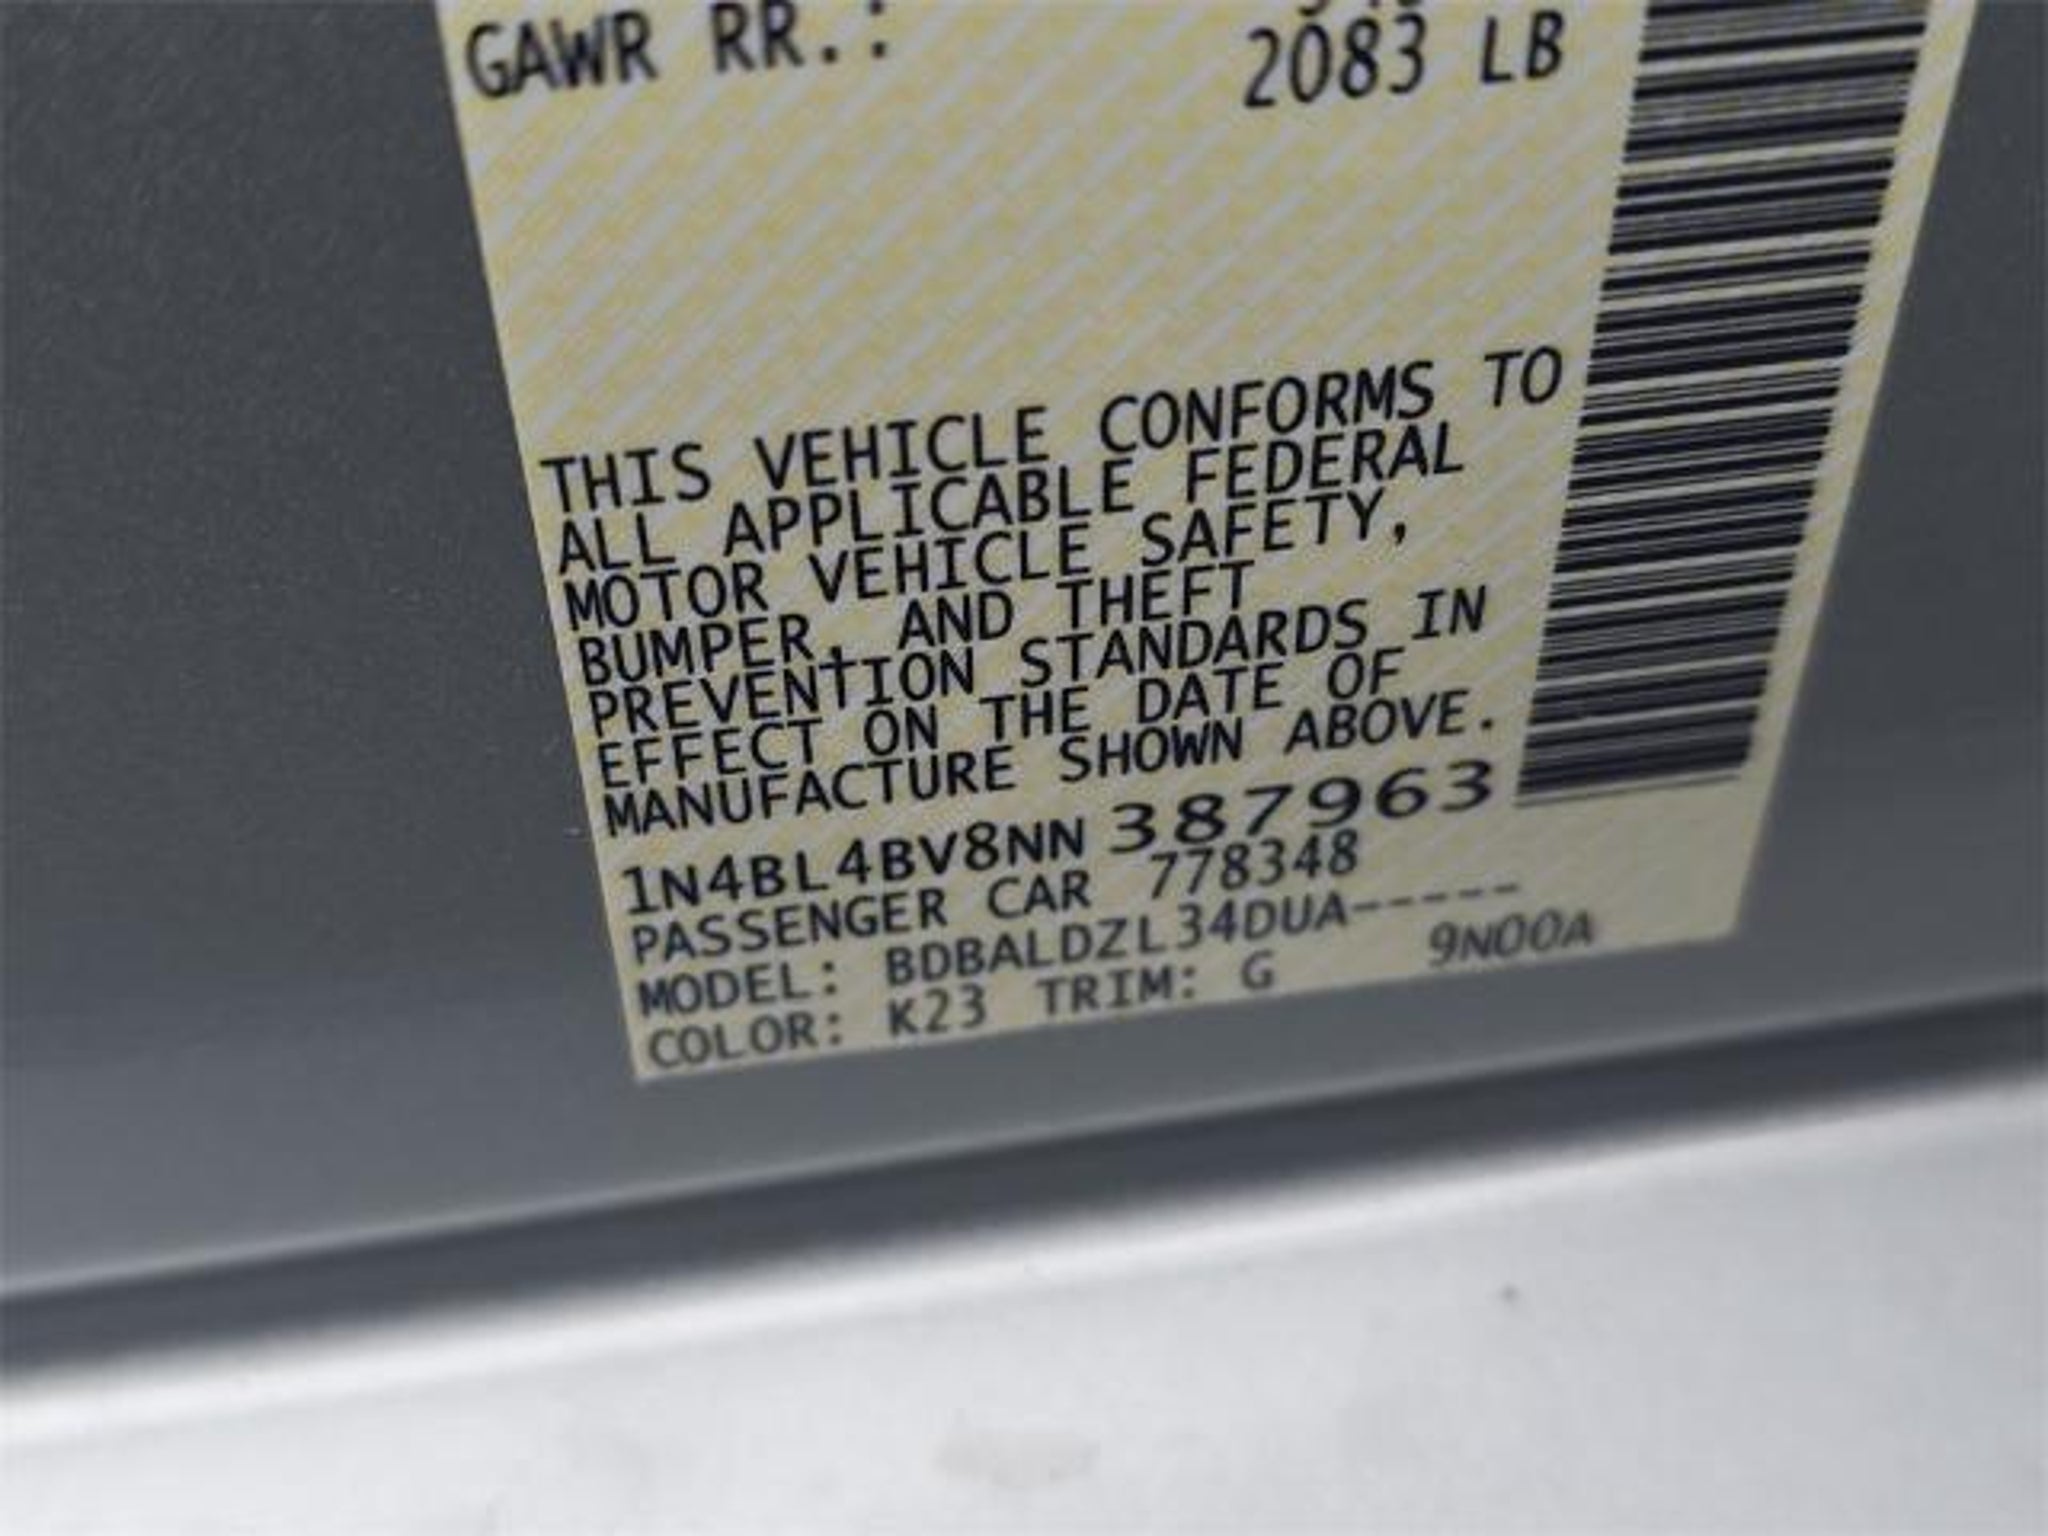 GAWR RR.: 2083 LB
THIS VEHICLE CONFORMS TO
ALL APPLICABLE FEDERAL
MOTOR VEHICLE SAFETY,
BUMPER, AND THEFT
PREVENTION STANDARDS IN
EFFECT ON THE DATE OF
MANUFACTURE SHOWN ABOVE.
1N4BL4BV8NN387963
PASSENGER CAR 778348
MODEL: BDBALDZL34DUA-----
COLOR: K23 TRIM: G 9N00A